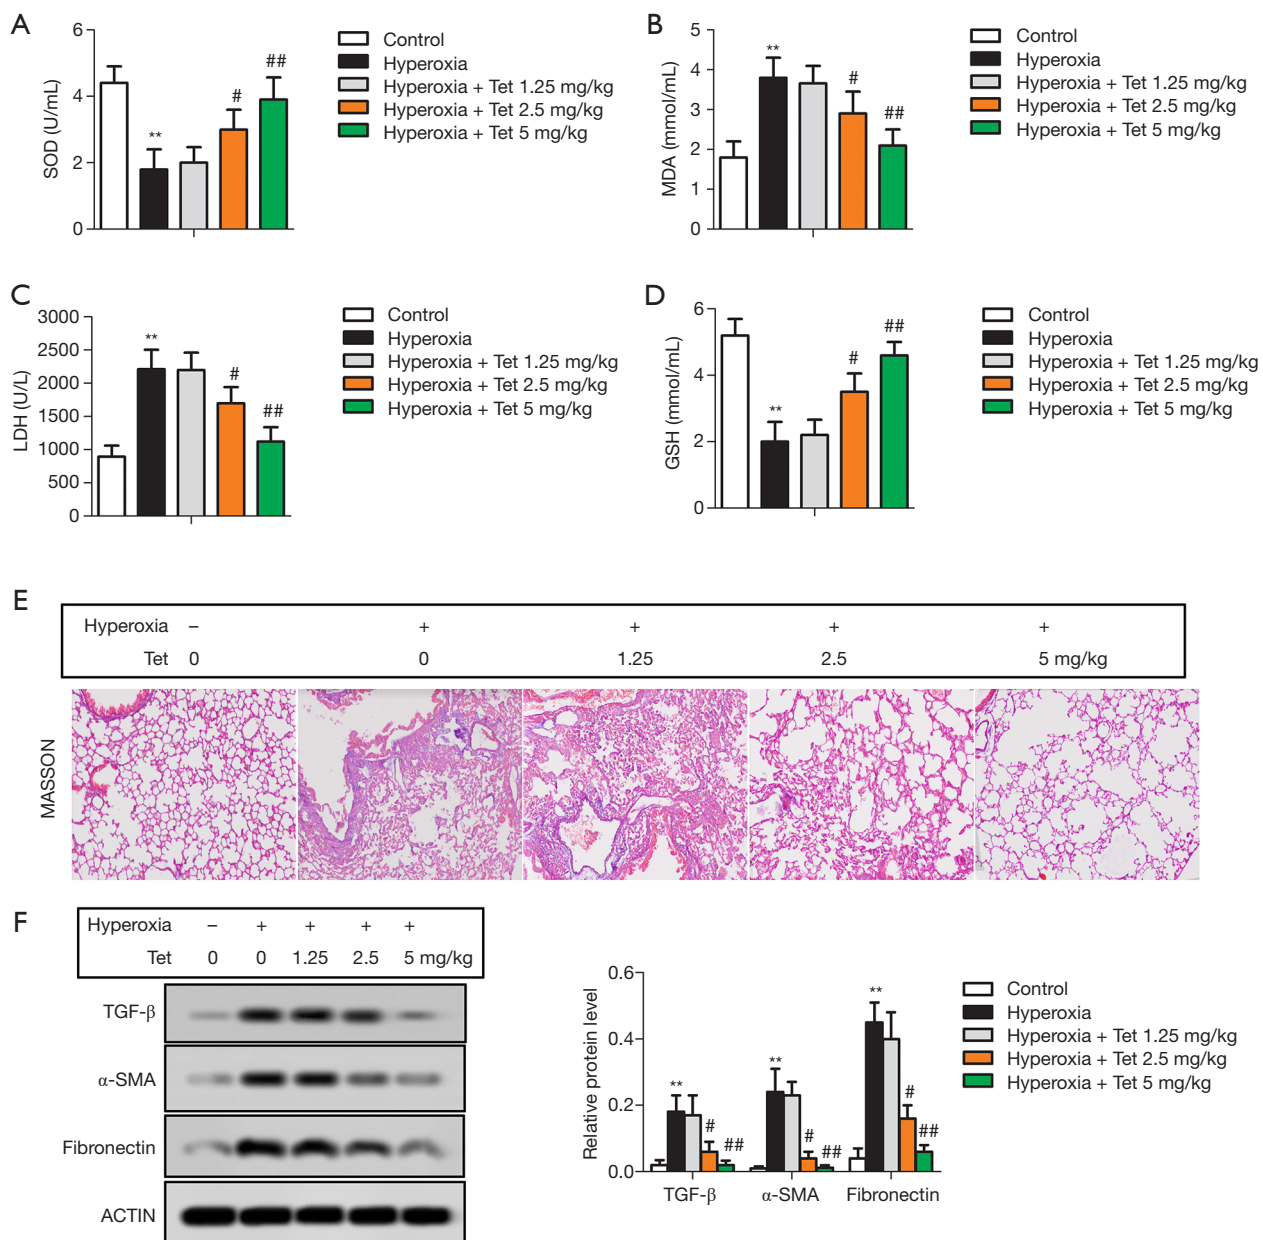 A
SOD (U/mL)
6
4
2
0
**
#
##
Control
Hyperoxia
Hyperoxia + Tet 1.25 mg/kg
Hyperoxia + Tet 2.5 mg/kg
Hyperoxia + Tet 5 mg/kg
B
MDA (mmol/mL)
5
4
3
2
1
0
**
#
##
Control
Hyperoxia
Hyperoxia + Tet 1.25 mg/kg
Hyperoxia + Tet 2.5 mg/kg
Hyperoxia + Tet 5 mg/kg
C
LDH (U/L)
3000
2500
2000
1500
1000
500
0
**
#
##
Control
Hyperoxia
Hyperoxia + Tet 1.25 mg/kg
Hyperoxia + Tet 2.5 mg/kg
Hyperoxia + Tet 5 mg/kg
D
GSH (mmol/mL)
6
4
2
0
**
#
##
Control
Hyperoxia
Hyperoxia + Tet 1.25 mg/kg
Hyperoxia + Tet 2.5 mg/kg
Hyperoxia + Tet 5 mg/kg
E
Hyperoxia – + + + +
Tet 0 0 1.25 2.5 5 mg/kg
MASSON
F
Hyperoxia – + + + +
Tet 0 0 1.25 2.5 5 mg/kg
TGF-β
α-SMA
Fibronectin
ACTIN
Relative protein level
0.6
0.4
0.2
0.0
**
#
##
**
#
##
**
#
##
TGF-β α-SMA Fibronectin
Control
Hyperoxia
Hyperoxia + Tet 1.25 mg/kg
Hyperoxia + Tet 2.5 mg/kg
Hyperoxia + Tet 5 mg/kg